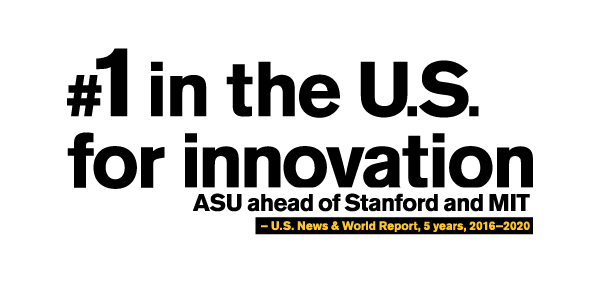 #1 in the U.S.
for innovation
ASU ahead of Stanford and MIT
– U.S. News & World Report, 5 years, 2016–2020